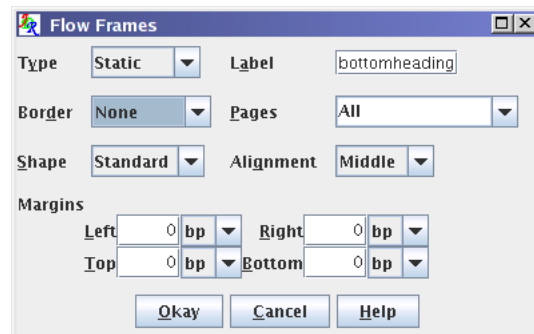 Flow Frames
Type Static Label bottomheading
Border None Pages All
Shape Standard Alignment Middle
Margins
Left 0 bp Right 0 bp
Top 0 bp Bottom 0 bp
Okay Cancel Help